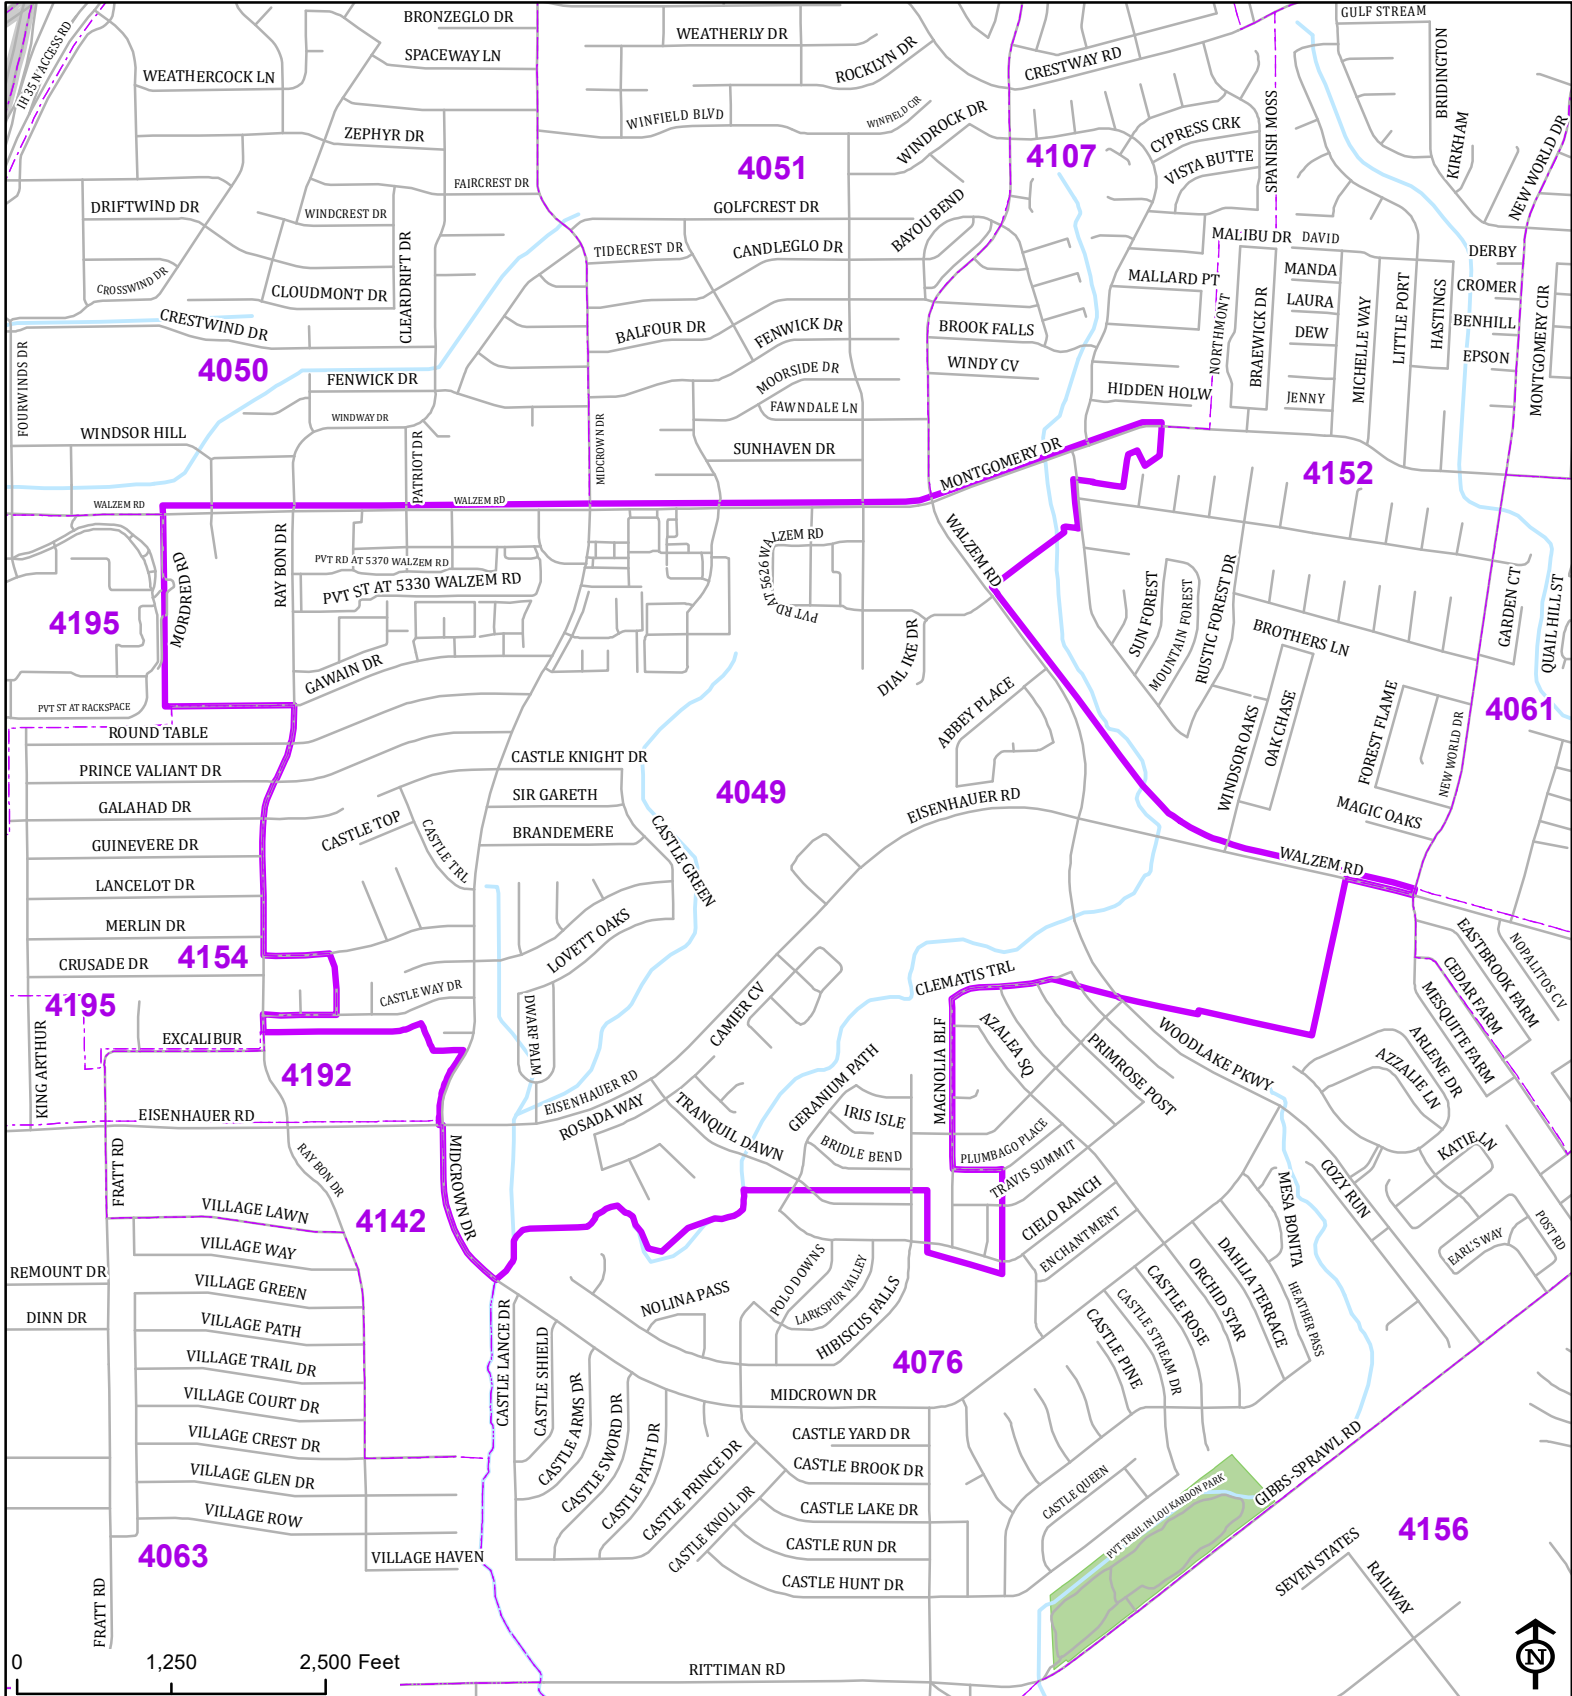 BRONZEGLO DR
WEATHERLY DR
GULF STREAM
IH 35 N ACCESS RD
SPACEWAY LN
ROCKLYN DR
CRESTWAY RD
BRIDINGTON
WEATHERCOCK LN
WINFIELD BLVD
WINFIELD CIR
WINDROCK DR
ZEPHYR DR
CYPRESS CRK
SPANISH MOSS
KIRKHAM
NEW WORLD DR
4051
4107
VISTA BUTTE
FAIRCREST DR
DRIFTWIND DR
WINDCREST DR
GOLFCREST DR
BAYOU BEND
CLEARDRIFT DR
TIDECREST DR
CANDLEGLO DR
MALIBU DR
DAVID
DERBY
CROSSWIND DR
CLOUDMONT DR
MALLARD PT
MANDA
CROMER
LAURA
CRESTWIND DR
BALFOUR DR
FENWICK DR
BROOK FALLS
NORTHMONT
BRAEWICK DR
DEW
MICHELLE WAY
LITTLE PORT
HASTINGS
BENHILL
MONTGOMERY CIR
FOURWINDS DR
4050
FENWICK DR
MOORSIDE DR
WINDY CV
EPSON
HIDDEN HOLW
JENNY
FAWNDALE LN
WINDWAY DR
WINDSOR HILL
PATRIOT DR
MIDCROWN DR
SUNHAVEN DR
MONTGOMERY DR
4152
WALZEM RD
WALZEM RD
WALZEM RD
MORDRED RD
RAY BON DR
PVT RD AT 5370 WALZEM RD
PVT ST AT 5330 WALZEM RD
PVT RD AT 5626 WALZEM RD
4195
SUN FOREST
MOUNTAIN FOREST
RUSTIC FOREST DR
BROTHERS LN
GARDEN CT
QUAIL HILL ST
GAWAIN DR
DIAL IKE DR
PVT ST AT RACKSPACE
ABBEY PLACE
4061
ROUND TABLE
WINDSOR OAKS
OAK CHASE
FOREST FLAME
NEW WORLD DR
CASTLE KNIGHT DR
PRINCE VALIANT DR
4049
SIR GARETH
EISENHAUER RD
GALAHAD DR
MAGIC OAKS
CASTLE TOP
CASTLE TRL
BRANDEMERE
CASTLE GREEN
GUINEVERE DR
WALZEM RD
LANCELOT DR
MERLIN DR
LOVETT OAKS
EASTBROOK FARM
NOPALITOS CV
4154
CRUSADE DR
CLEMATIS TRL
CEDAR FARM
MESQUITE FARM
4195
CASTLE WAY DR
DWARF PALM
CAMIER CV
MAGNOLIA BLF
AZALEA SQ
PRIMROSE POST
WOODLAKE PKWY
ARLENE DR
AZZALIE LN
KING ARTHUR
EXCALIBUR
4192
EISENHAUER RD
EISENHAUER RD
ROSADA WAY
TRANQUIL DAWN
GERANIUM PATH
IRIS ISLE
BRIDLE BEND
PLUMBAGO PLACE
TRAVIS SUMMIT
KATIE LN
COZY RUN
FRATT RD
RAY BON DR
MIDCROWN DR
CIELO RANCH
ENCHANTMENT
MESA BONITA
POST RD
EARL'S WAY
VILLAGE LAWN
4142
VILLAGE WAY
REMOUNT DR
VILLAGE GREEN
DINN DR
VILLAGE PATH
NOLINA PASS
POLO DOWNS
LARKSPUR VALLEY
HIBISCUS FALLS
CASTLE ROSE
ORCHID STAR
DAHLIA TERRACE
HEATHER PASS
CASTLE LANCE DR
CASTLE SHIELD
CASTLE PINE
CASTLE STREAM DR
VILLAGE TRAIL DR
4076
VILLAGE COURT DR
CASTLE ARMS DR
CASTLE SWORD DR
CASTLE PATH DR
MIDCROWN DR
VILLAGE CREST DR
CASTLE PRINCE DR
CASTLE YARD DR
GIBBS-SPRAWL RD
VILLAGE GLEN DR
CASTLE KNOLL DR
CASTLE BROOK DR
CASTLE QUEEN
PVT TRAIL IN LOU KARDON PARK
VILLAGE ROW
CASTLE LAKE DR
4156
4063
VILLAGE HAVEN
CASTLE RUN DR
SEVEN STATES
RAILWAY
CASTLE HUNT DR
FRATT RD
0 1,250 2,500 Feet
RITTIMAN RD
N